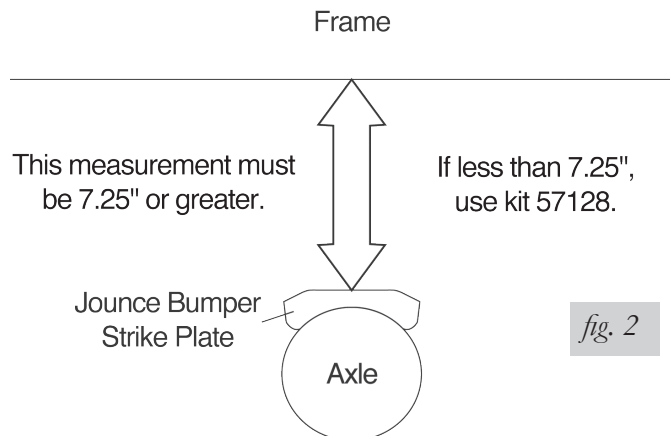 Frame
This measurement must
be 7.25" or greater.
If less than 7.25",
use kit 57128.
Jounce Bumper
Strike Plate
fig. 2
Axle